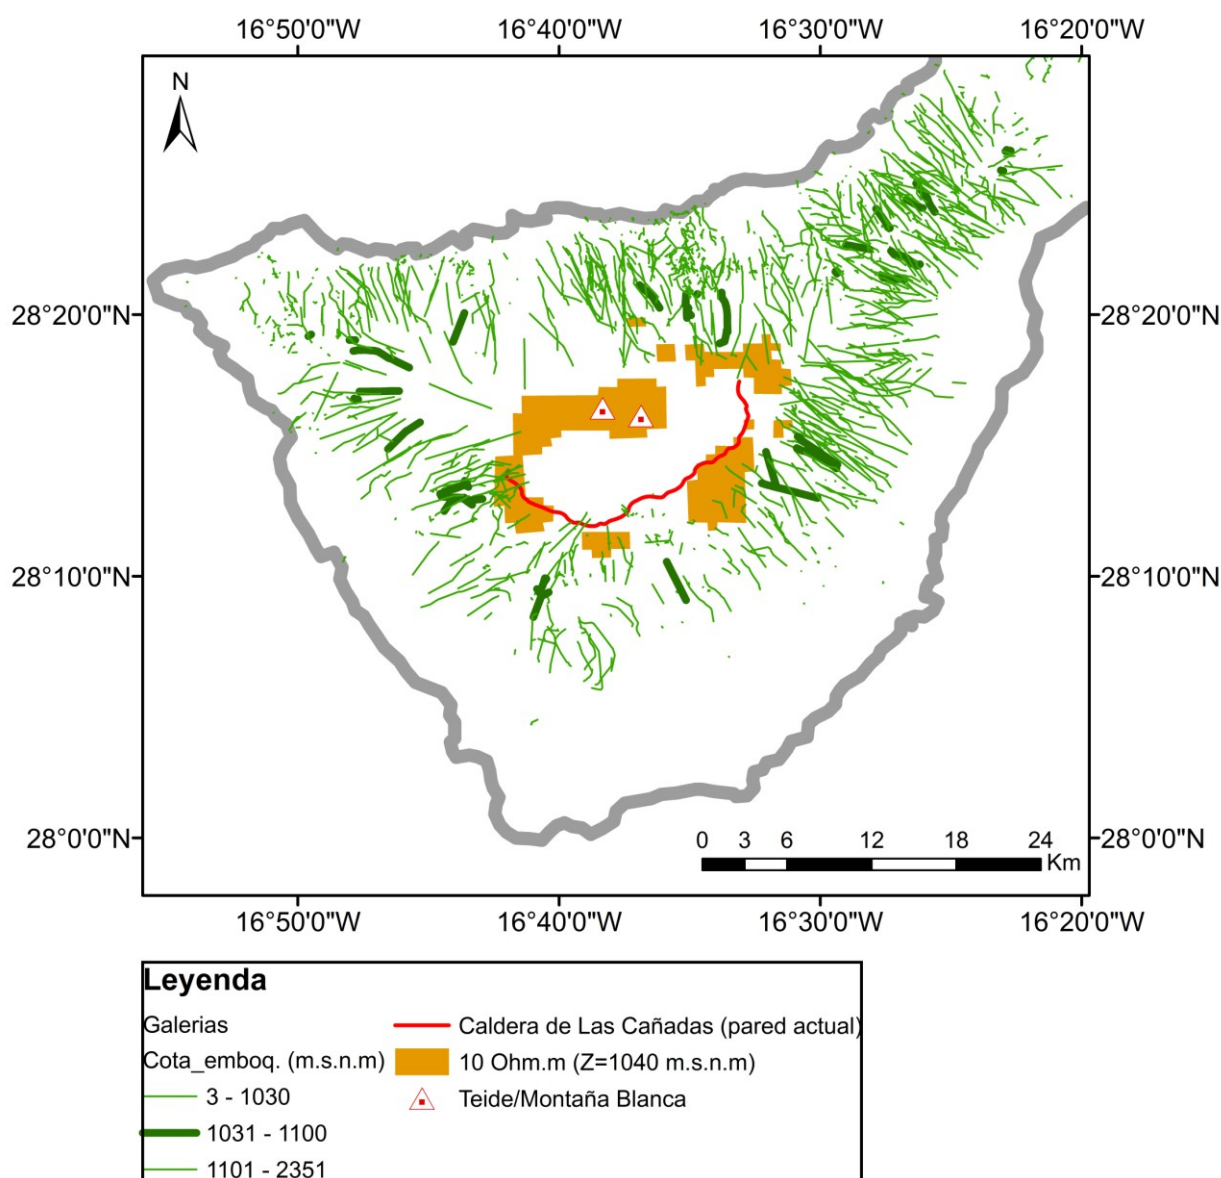 16°50'0"W 16°40'0"W 16°30'0"W 16°20'0"W
N
28°20'0"N 28°20'0"N
28°10'0"N 28°10'0"N
28°0'0"N 28°0'0"N
0 3 6 12 18 24
Km
16°50'0"W 16°40'0"W 16°30'0"W 16°20'0"W
Leyenda
Galerias
Cota_emboq. (m.s.n.m)
3 - 1030
1031 - 1100
1101 - 2351
Caldera de Las Cañadas (pared actual)
10 Ohm.m (Z=1040 m.s.n.m)
Teide/Montaña Blanca